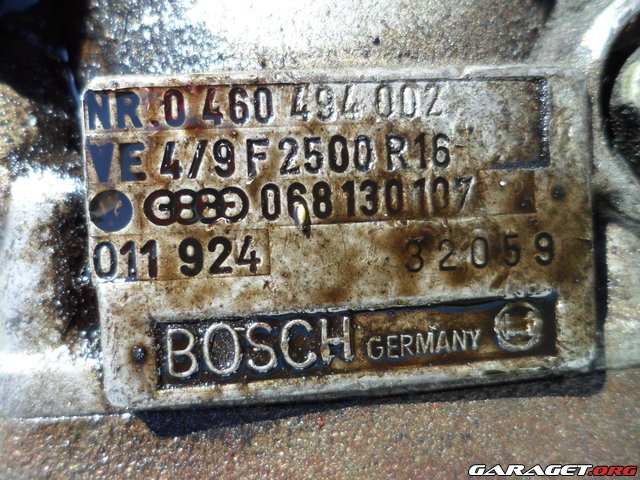 NR. 0 460 494 002
VE 4/9 F 2500 R16
068 130 107
011 924 32059
BOSCH GERMANY
GARAGET.ORG